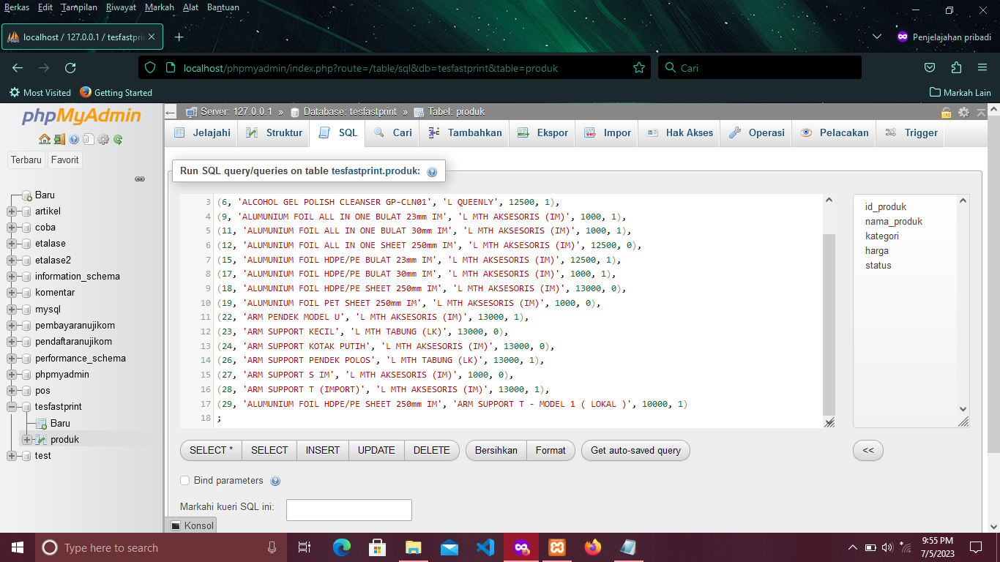 Berkas Edit Tampilan Riwayat Markah Alat Bantuan
localhost / 127.0.0.1 / tesfastprin
Penjelajahan pribadi
localhost/phpmyadmin/index.php?route=/table/sql&db=tesfastprint&table=produk
Cari
Most Visited Getting Started
Markah Lain
phpMyAdmin
Terbaru Favorit
Baru
artikel
coba
etalase
etalase2
information_schema
komentar
mysql
pembayaranujikom
pendaftaranujikom
performance_schema
phpmyadmin
pos
tesfastprint
Baru
produk
test
Server: 127.0.0.1 » Database: tesfastprint » Tabel: produk
Jelajahi Struktur SQL Cari Tambahkan Ekspor Impor Hak Akses Operasi Pelacakan Trigger
Run SQL query/queries on table tesfastprint.produk:
3 (6, 'ALCOHOL GEL POLISH CLEANSER GP-CLN01', 'L QUEENLY', 12500, 1),
4 (9, 'ALUMUNIUM FOIL ALL IN ONE BULAT 23mm IM', 'L MTH AKSESORIS (IM)', 1000, 1),
5 (11, 'ALUMUNIUM FOIL ALL IN ONE BULAT 30mm IM', 'L MTH AKSESORIS (IM)', 1000, 1),
6 (12, 'ALUMUNIUM FOIL ALL IN ONE SHEET 250mm IM', 'L MTH AKSESORIS (IM)', 12500, 0),
7 (15, 'ALUMUNIUM FOIL HDPE/PE BULAT 23mm IM', 'L MTH AKSESORIS (IM)', 12500, 1),
8 (17, 'ALUMUNIUM FOIL HDPE/PE BULAT 30mm IM', 'L MTH AKSESORIS (IM)', 1000, 1),
9 (18, 'ALUMUNIUM FOIL HDPE/PE SHEET 250mm IM', 'L MTH AKSESORIS (IM)', 13000, 0),
10 (19, 'ALUMUNIUM FOIL PET SHEET 250mm IM', 'L MTH AKSESORIS (IM)', 1000, 0),
11 (22, 'ARM PENDEK MODEL U', 'L MTH AKSESORIS (IM)', 13000, 1),
12 (23, 'ARM SUPPORT KECIL', 'L MTH TABUNG (LK)', 13000, 0),
13 (24, 'ARM SUPPORT KOTAK PUTIH', 'L MTH AKSESORIS (IM)', 13000, 0),
14 (26, 'ARM SUPPORT PENDEK POLOS', 'L MTH TABUNG (LK)', 13000, 1),
15 (27, 'ARM SUPPORT S IM', 'L MTH AKSESORIS (IM)', 1000, 0),
16 (28, 'ARM SUPPORT T (IMPORT)', 'L MTH AKSESORIS (IM)', 13000, 1),
17 (29, 'ALUMUNIUM FOIL HDPE/PE SHEET 250mm IM', 'ARM SUPPORT T - MODEL 1 ( LOKAL )', 10000, 1)
18 ;
id_produk
nama_produk
kategori
harga
status
SELECT * SELECT INSERT UPDATE DELETE Bersihkan Format Get auto-saved query <<
Bind parameters
Markahi kueri SQL ini:
Konsol
Type here to search
9:55 PM
7/5/2023